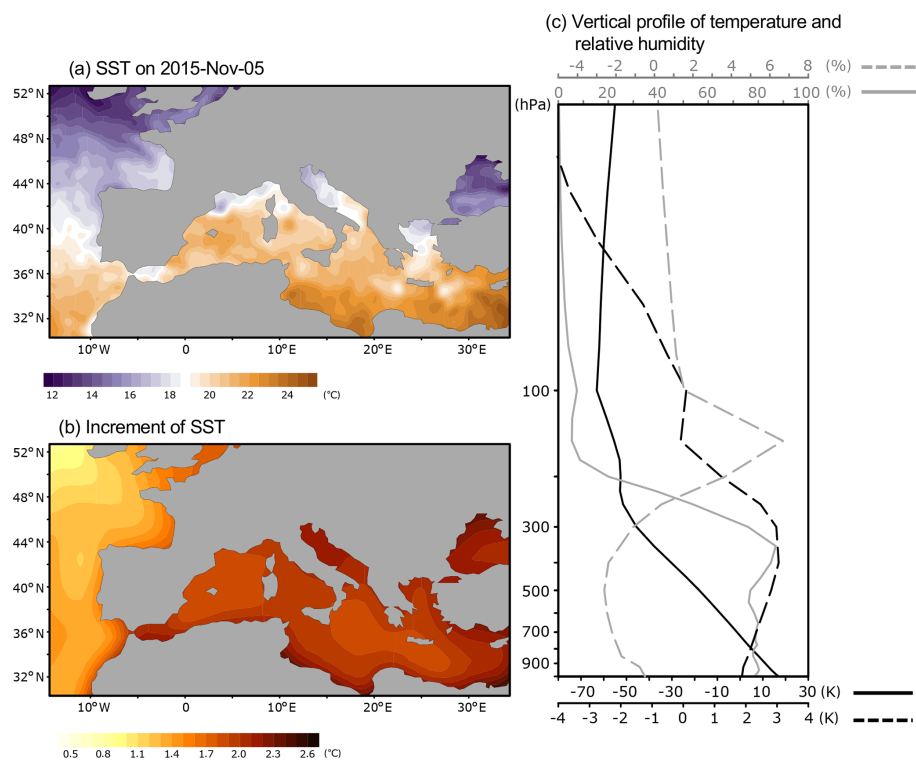 (c) Vertical profile of temperature and
relative humidity
(a) SST on 2015-Nov-05
-4 -2 0 2 4 6 8 (%)
0 20 40 60 80 100 (%)
(hPa)
52°N
48°N
44°N
40°N
36°N
32°N
10°W 0 10°E 20°E 30°E
12 14 16 18 20 22 24 (°C)
100
(b) Increment of SST
52°N
48°N
44°N
40°N
36°N
32°N
300
500
700
900
10°W 0 10°E 20°E 30°E
-70 -50 -30 -10 10 30 (K)
-4 -3 -2 -1 0 1 2 3 4 (K)
0.5 0.8 1.1 1.4 1.7 2.0 2.3 2.6 (°C)